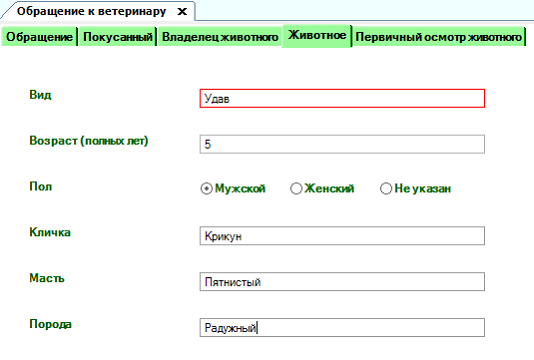 Обращение к ветеринару X
Обращение Покусанный Владелец животного Животное Первичный осмотр животного
Вид Удав
Возраст (полных лет) 5
Пол Мужской Женский Не указан
Кличка Крикун
Масть Пятнистый
Порода Радужный